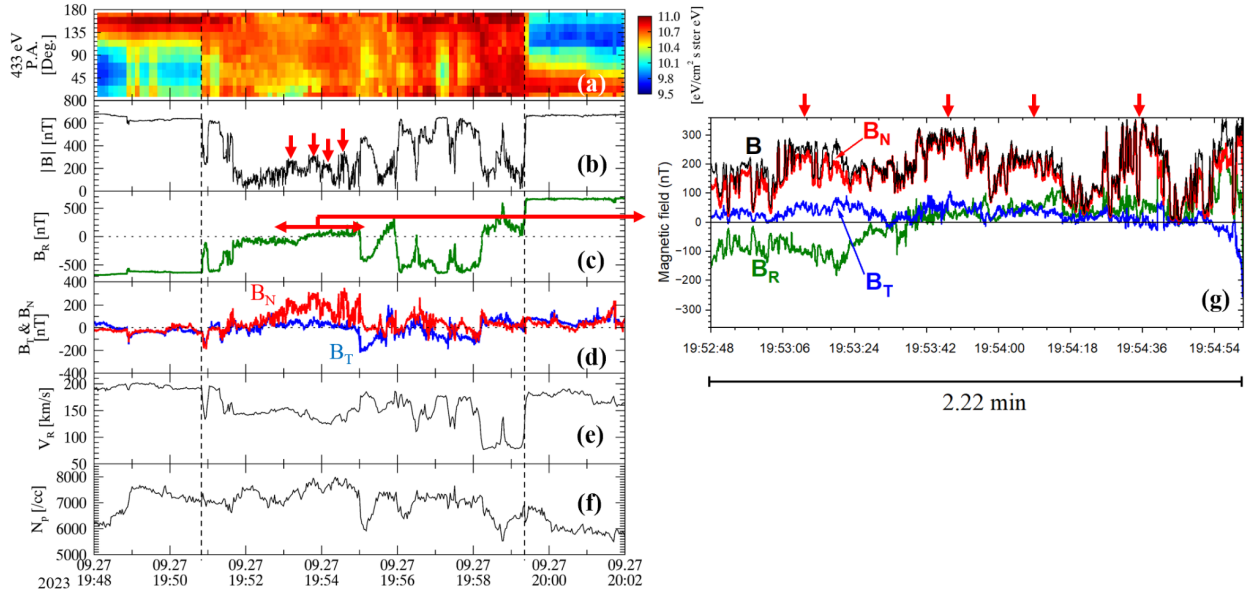 433 eV
P.A.
[Deg.]
180
135
90
45
(a)
11.0
10.5
10.0
9.5
[eV/cm² s ster eV]
|B| [nT]
800
600
400
200
0
(b)
B_R [nT]
500
0
-500
(c)
B_T & B_N
[nT]
400
200
0
-200
-400
B_N
B_T
(d)
V_R [km/s]
200
150
100
50
(e)
N_p [/cc]
8000
7000
6000
5000
(f)
09.27 09.27 09.27 09.27 09.27 09.27 09.27 09.27
2023 19:48 19:50 19:52 19:54 19:56 19:58 20:00 20:02
Magnetic field (nT)
300
200
100
0
-100
-200
-300
B
B_N
B_R
B_T
(g)
19:52:48 19:53:06 19:53:24 19:53:42 19:54:00 19:54:18 19:54:36 19:54:54
2.22 min